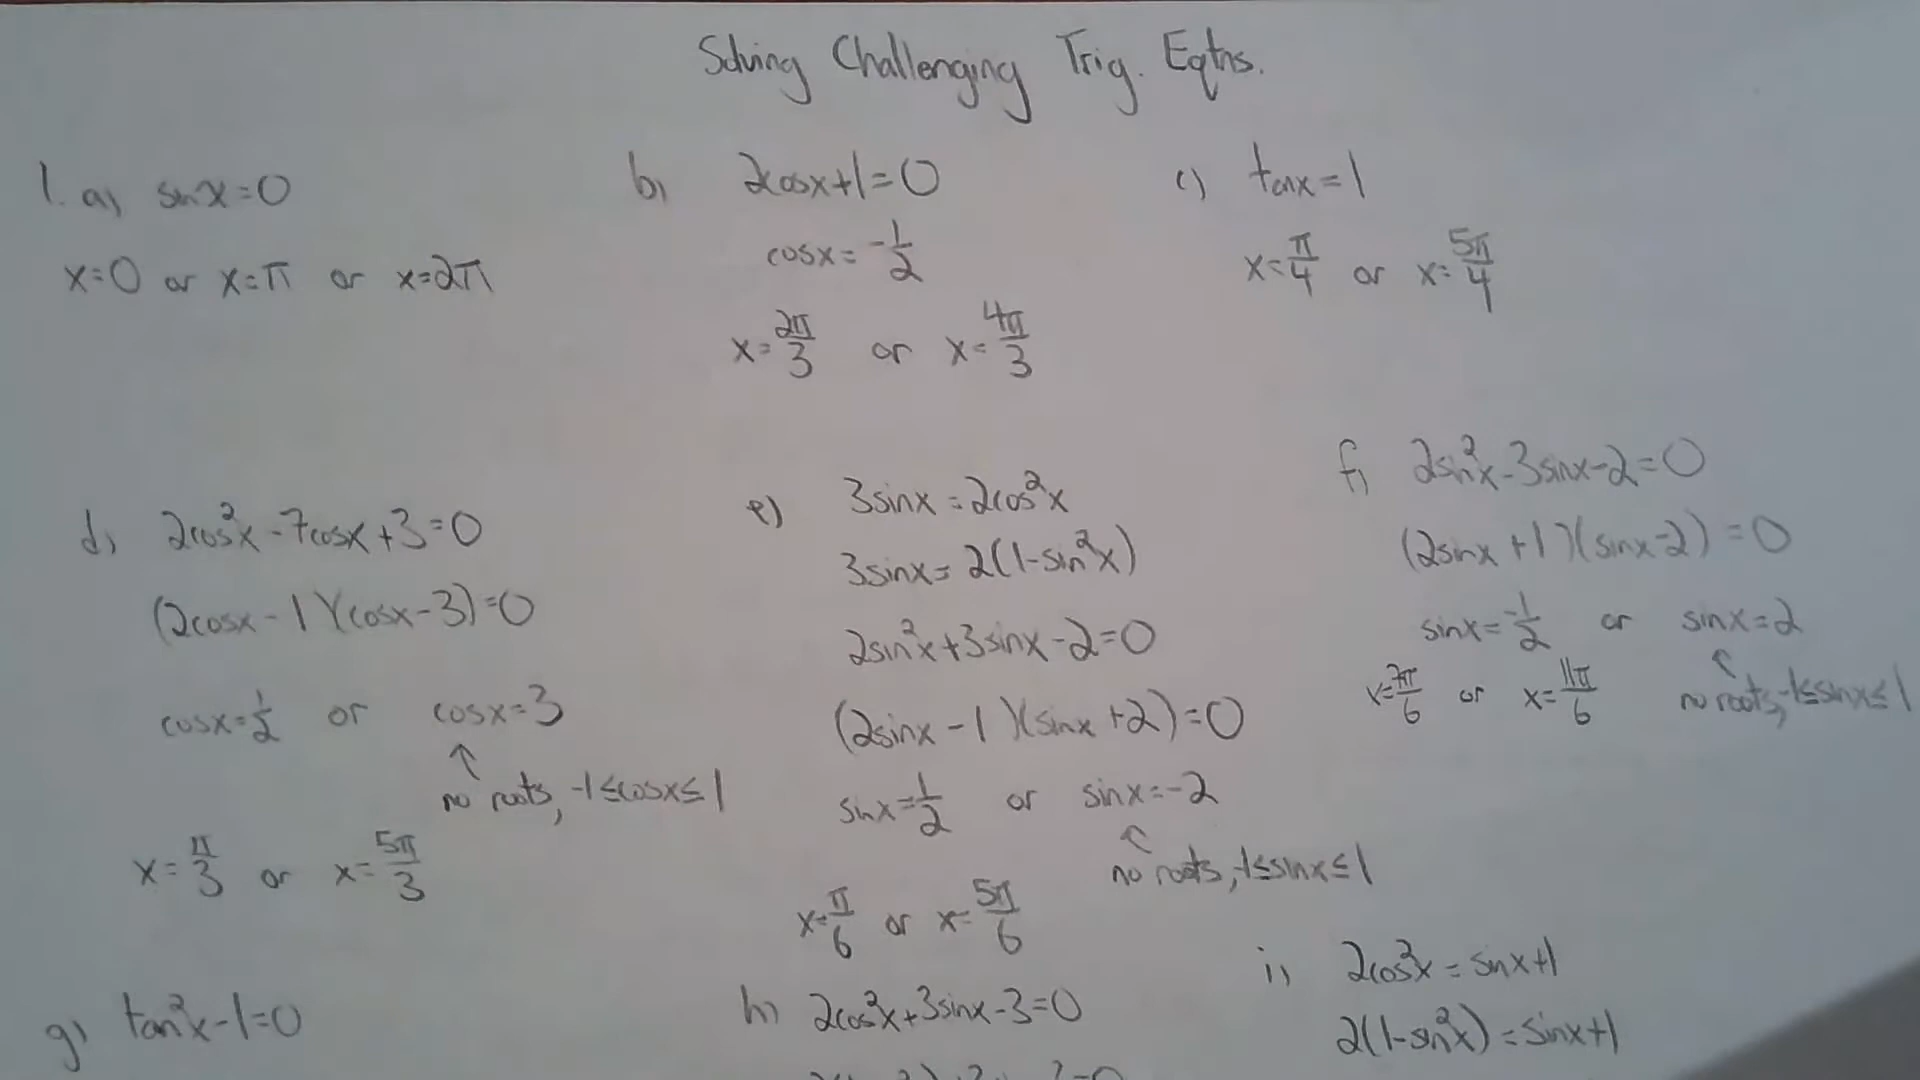 Solving Challenging Trig. Eqtns.
1. a) sinx=0
x=0 or x=π or x=2π
b) 2cosx+1=0
cosx=-1/2
x=2π/3 or x=4π/3
c) tanx=1
x=π/4 or x=5π/4
d) 2cos²x-7cosx+3=0
(2cosx-1)(cosx-3)=0
cosx=1/2 or cosx=3
↑
no roots, -1≤cosx≤1
x=π/3 or x=5π/3
e) 3sinx=2cos²x
3sinx=2(1-sin²x)
2sin²x+3sinx-2=0
(2sinx-1)(sinx+2)=0
sinx=1/2 or sinx=-2
no roots, -1≤sinx≤1
x=π/6 or x=5π/6
f) 2sin²x-3sinx-2=0
(2sinx+1)(sinx-2)=0
sinx=-1/2 or sinx=2
x=7π/6 or x=11π/6 no roots, -1≤sinx≤1
g) tan²x-1=0
h) 2cos²x+3sinx-3=0
i) 2cos²x=sinx+1
2(1-sin²x)=sinx+1